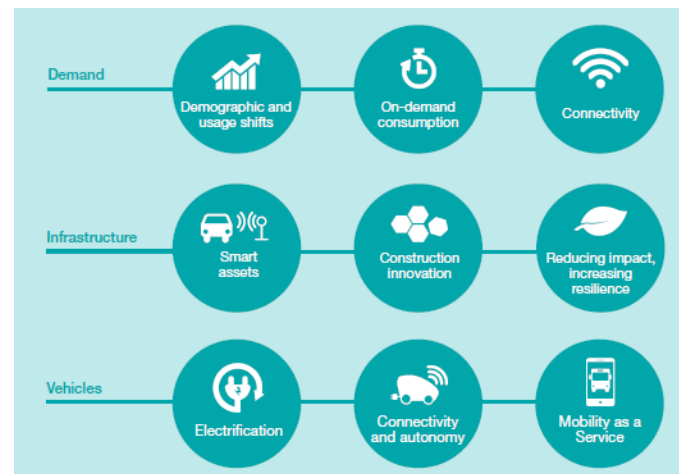 Demand
Demographic and
usage shifts
On-demand
consumption
Connectivity
Infrastructure
Smart
assets
Construction
innovation
Reducing impact,
increasing
resilience
Vehicles
Electrification
Connectivity
and autonomy
Mobility as a
Service